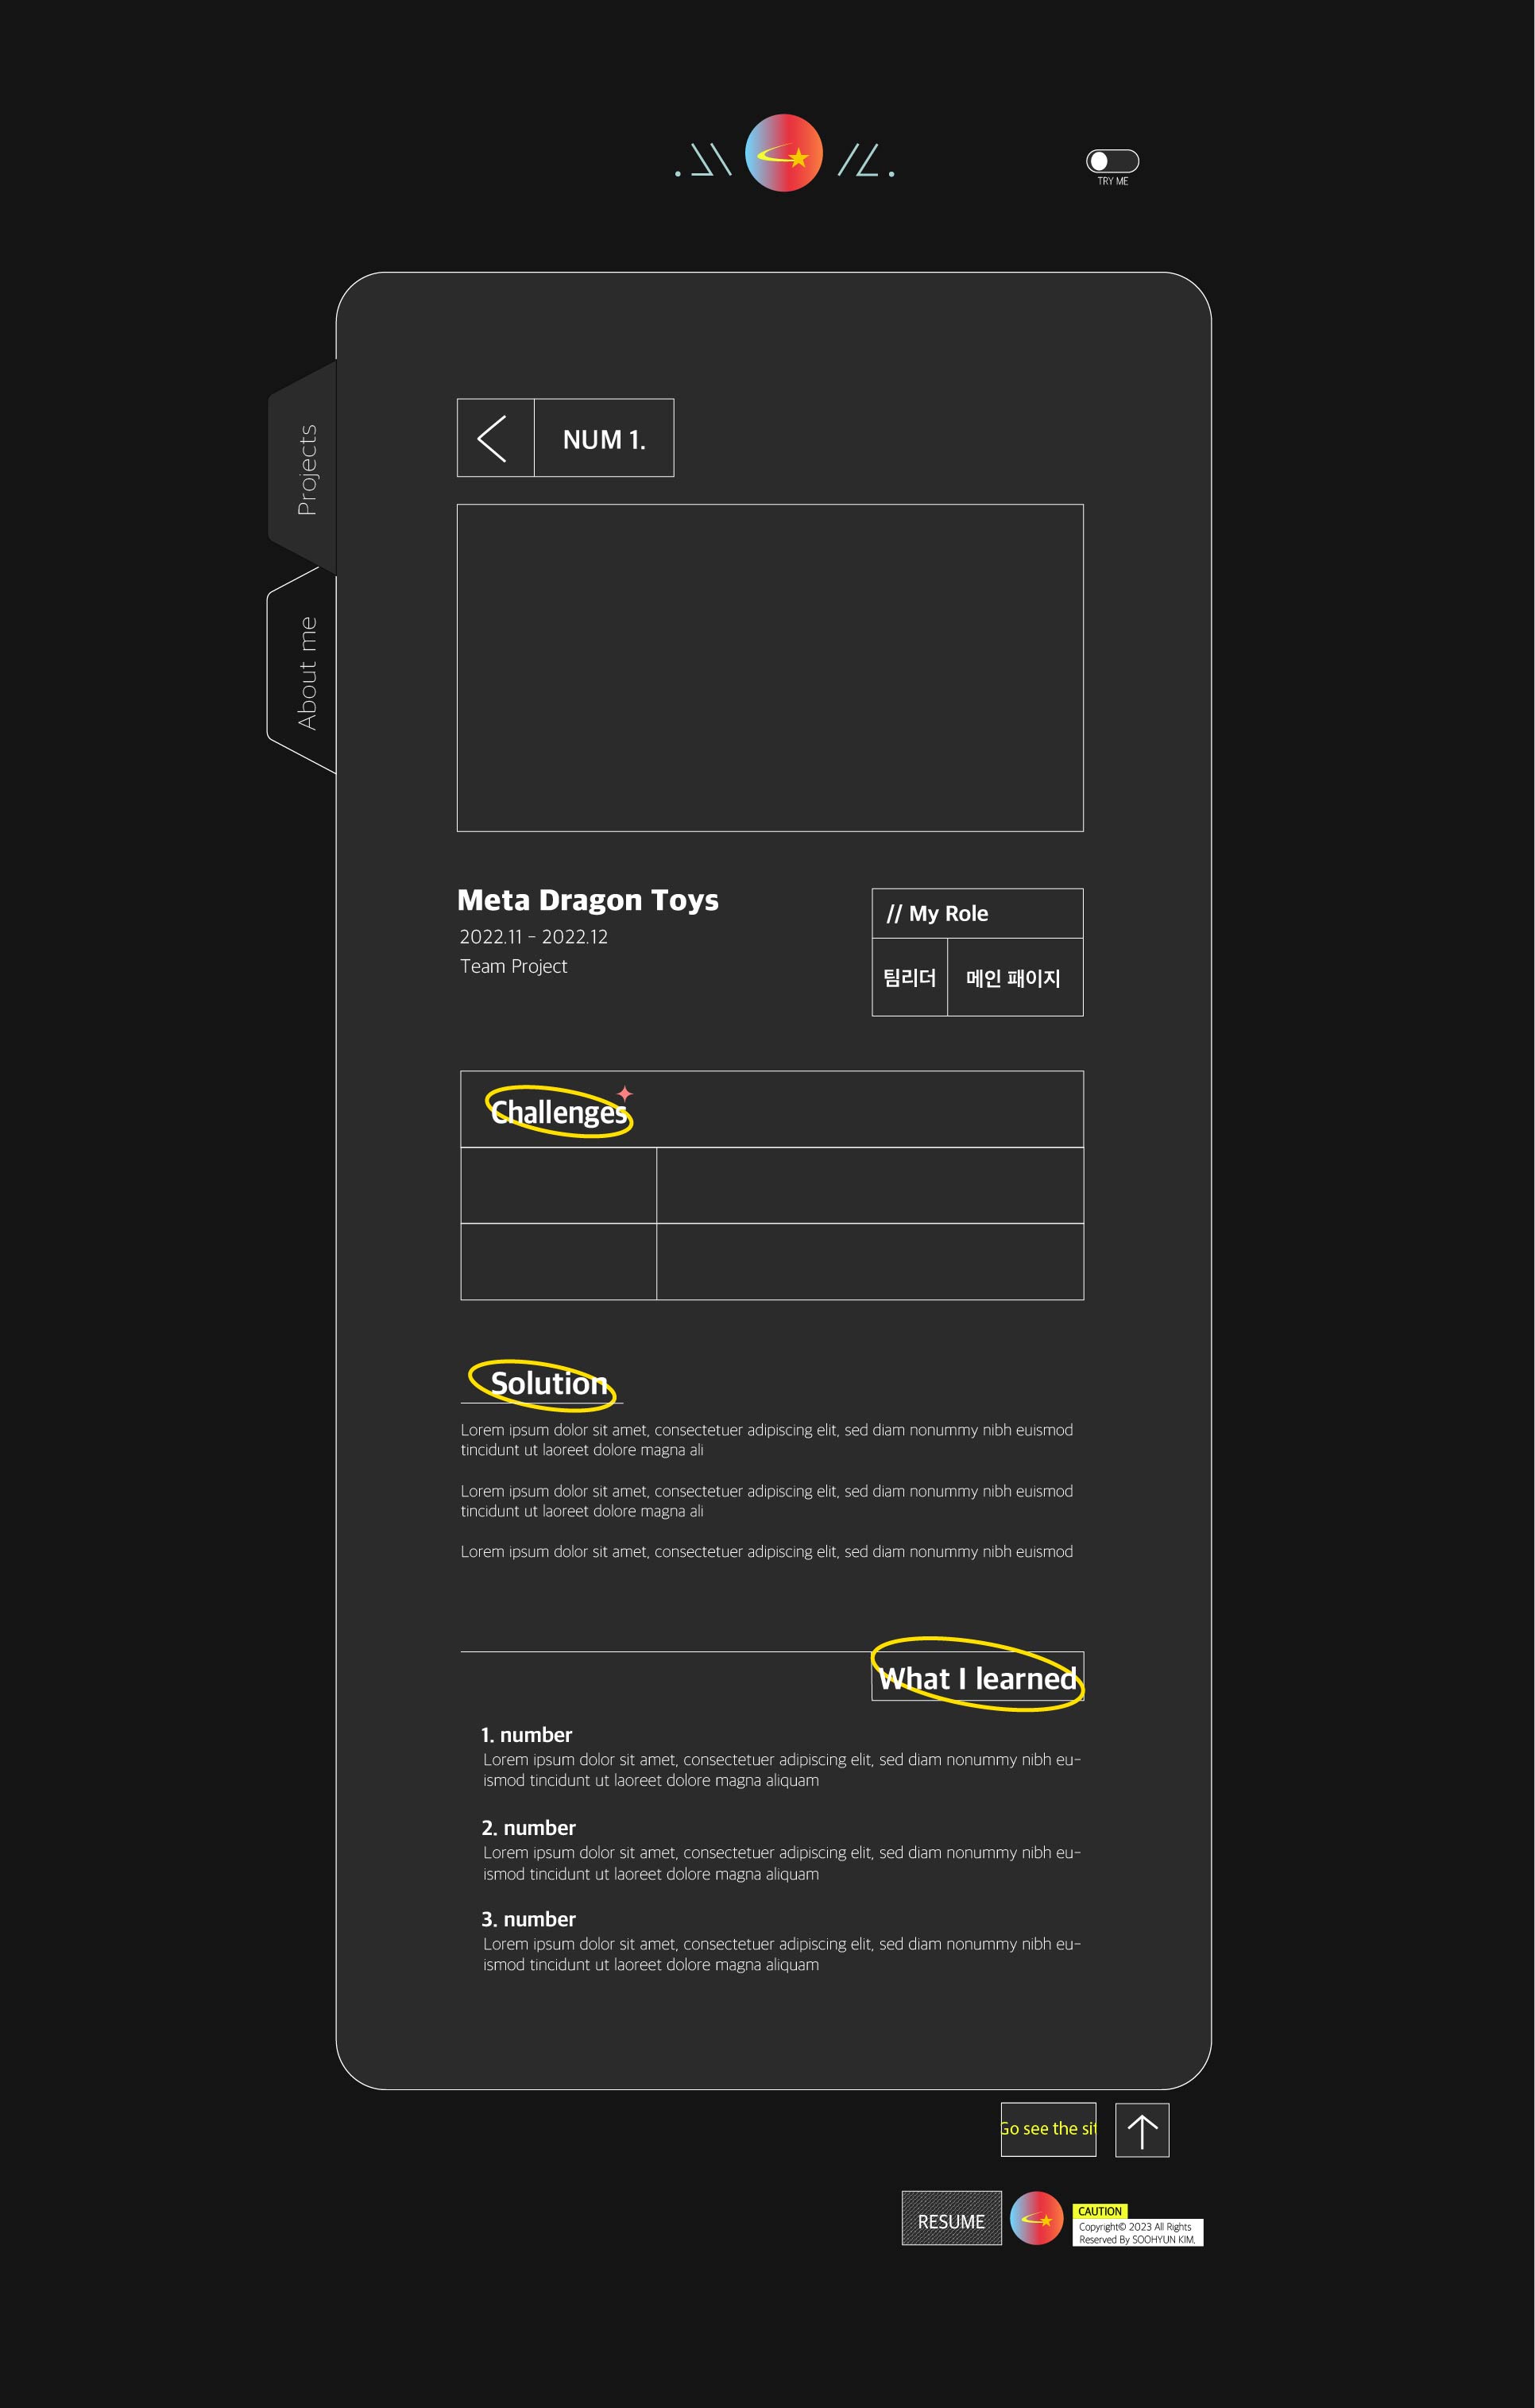 TRY ME
Projects
About me
NUM 1.
Meta Dragon Toys
2022.11 - 2022.12
Team Project
// My Role
팀리더
메인 패이지
Challenges
Solution
Lorem ipsum dolor sit amet, consectetuer adipiscing elit, sed diam nonummy nibh euismod
tincidunt ut laoreet dolore magna ali
Lorem ipsum dolor sit amet, consectetuer adipiscing elit, sed diam nonummy nibh euismod
tincidunt ut laoreet dolore magna ali
Lorem ipsum dolor sit amet, consectetuer adipiscing elit, sed diam nonummy nibh euismod
What I learned
1. number
Lorem ipsum dolor sit amet, consectetuer adipiscing elit, sed diam nonummy nibh eu-
ismod tincidunt ut laoreet dolore magna aliquam
2. number
Lorem ipsum dolor sit amet, consectetuer adipiscing elit, sed diam nonummy nibh eu-
ismod tincidunt ut laoreet dolore magna aliquam
3. number
Lorem ipsum dolor sit amet, consectetuer adipiscing elit, sed diam nonummy nibh eu-
ismod tincidunt ut laoreet dolore magna aliquam
Go see the sit
RESUME
CAUTION
Copyright© 2023 All Rights
Reserved By SOOHYUN KIM.